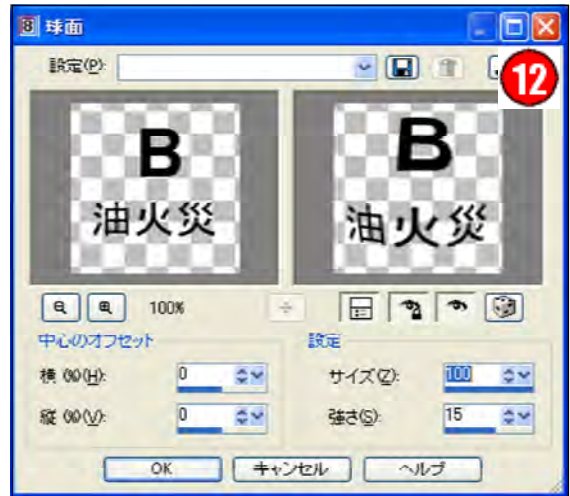 8 球面
設定(P):
12
B
油火災
B
油火災
100%
中心のオフセット
設定
横 (%)(H): 0
サイズ(Z): 100
縦 (%)(V): 0
強さ(S): 15
OK
キャンセル
ヘルプ